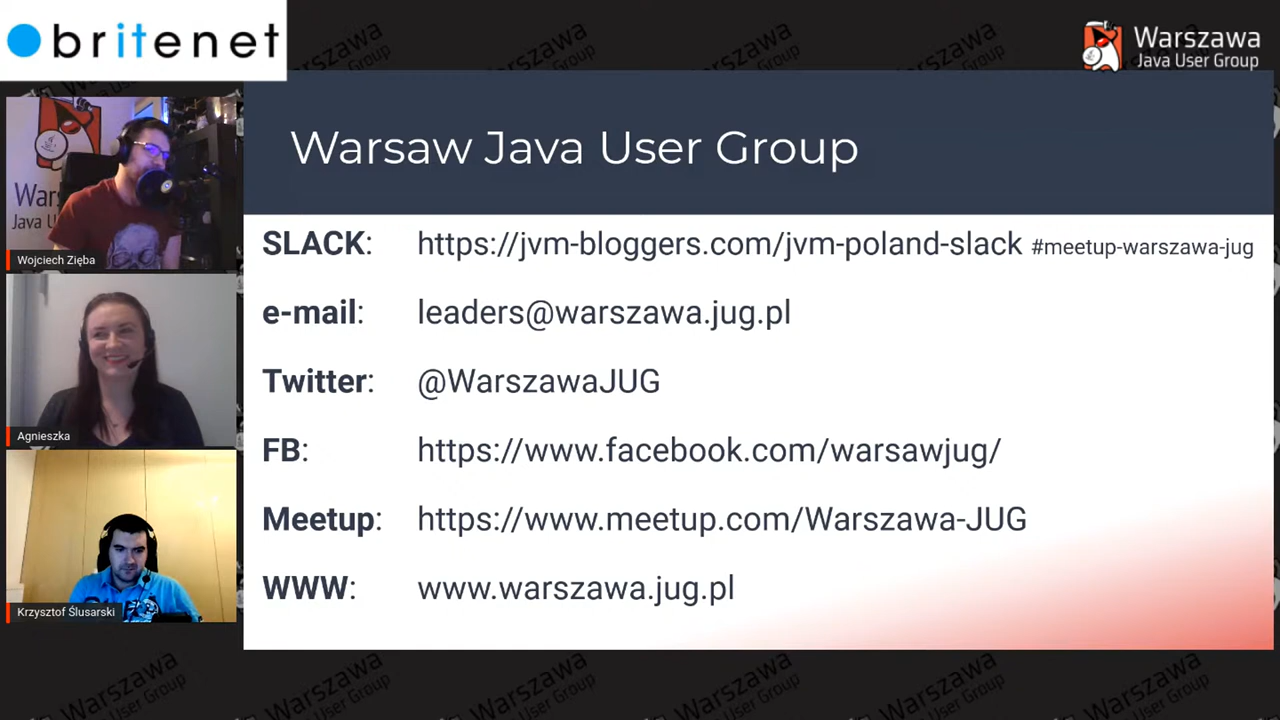 britenet
Warszawa
Java User Group
Warsaw Java User Group
Wojciech Zięba
Agnieszka
Krzysztof Ślusarski
SLACK: https://jvm-bloggers.com/jvm-poland-slack #meetup-warszawa-jug
e-mail: leaders@warszawa.jug.pl
Twitter: @WarszawaJUG
FB: https://www.facebook.com/warsawjug/
Meetup: https://www.meetup.com/Warszawa-JUG
WWW: www.warszawa.jug.pl